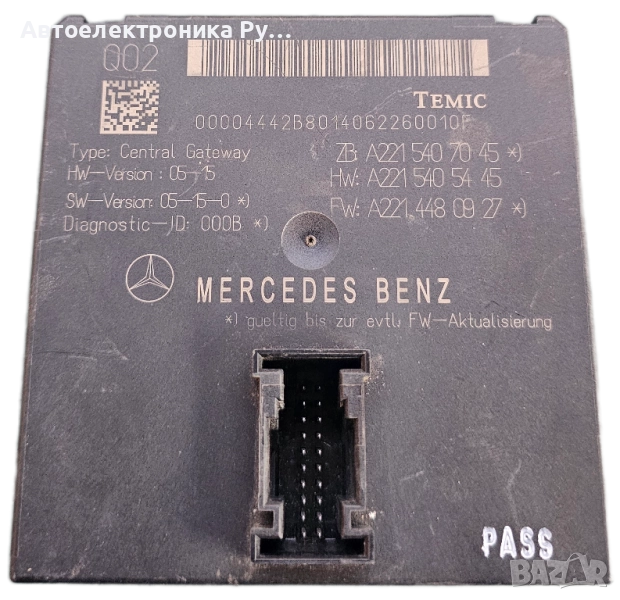 Автоелектроника Ру...
002
TEMIC
00004442B8014062260010F
Type: Central Gateway
ZB: A221 540 70 45 *)
HW-Version : 05-15
HW: A221 540 54 45
SW-Version: 05-15-0 *)
FW: A221 448 09 27 *)
Diagnostic-ID: 000B *)
MERCEDES BENZ
*) gueltig bis zur evtl. FW-Aktualisierung
PASS
BAZAR